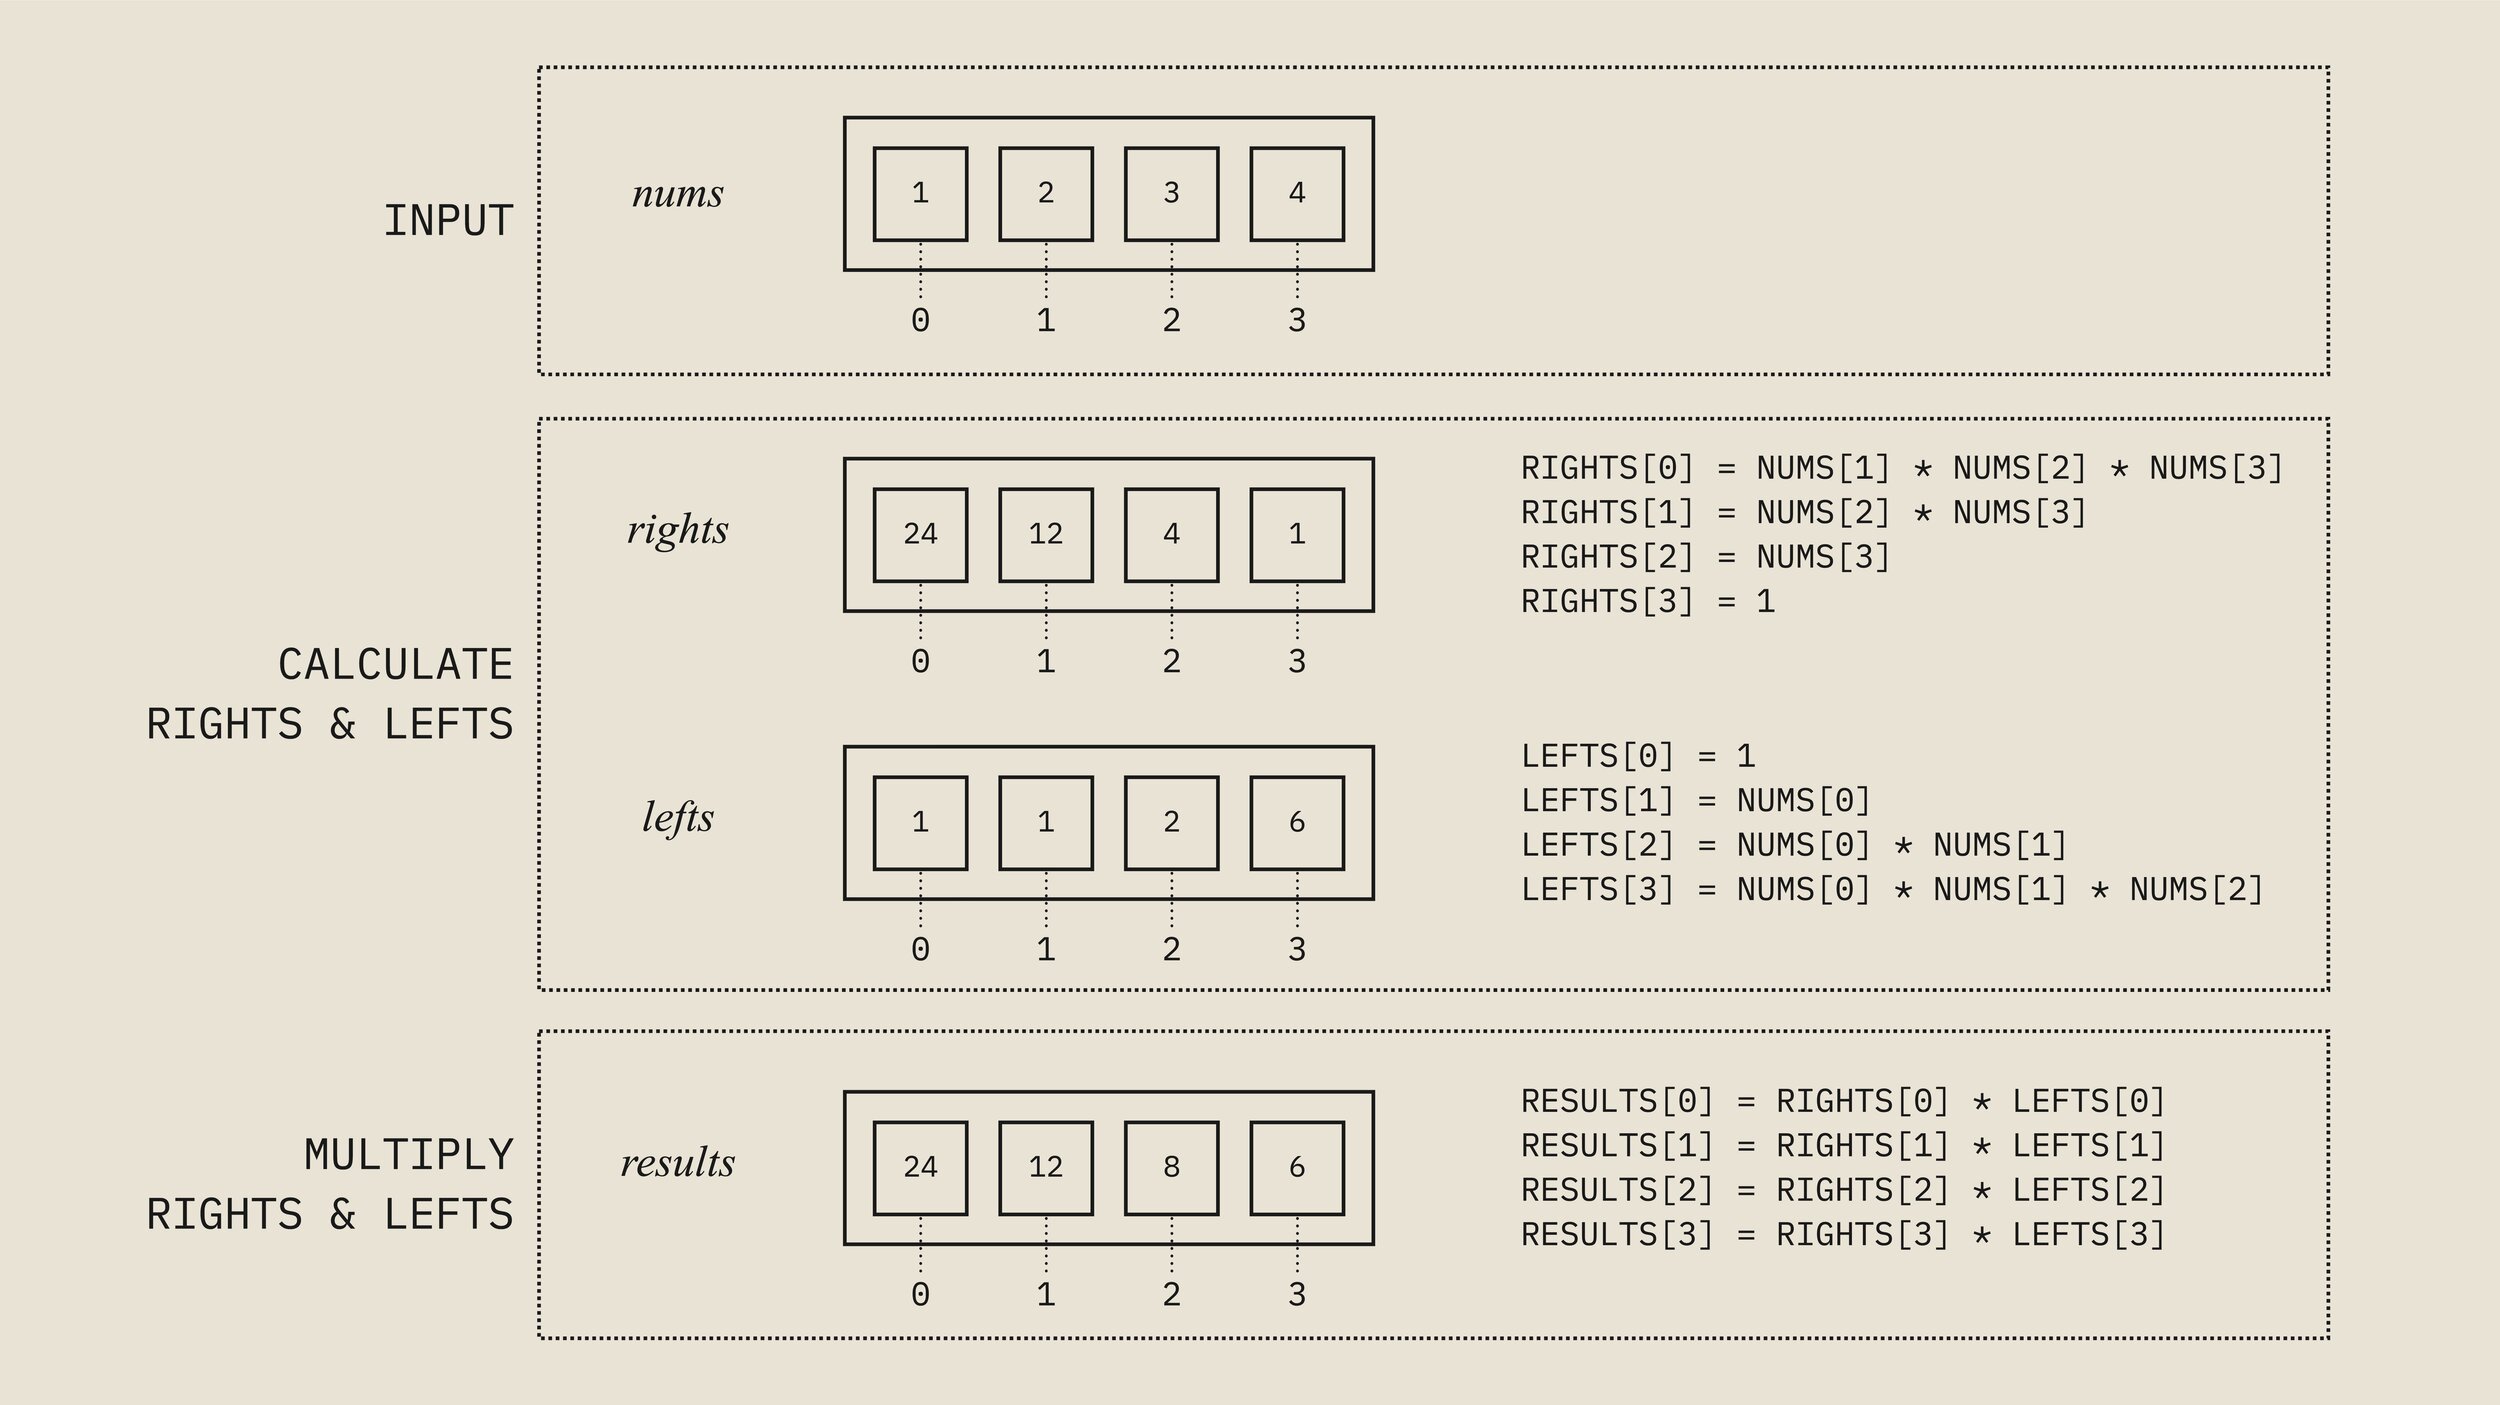 INPUT
nums
1 2 3 4
0 1 2 3
CALCULATE
RIGHTS & LEFTS
rights
24 12 4 1
0 1 2 3
RIGHTS[0] = NUMS[1] * NUMS[2] * NUMS[3]
RIGHTS[1] = NUMS[2] * NUMS[3]
RIGHTS[2] = NUMS[3]
RIGHTS[3] = 1
lefts
1 1 2 6
0 1 2 3
LEFTS[0] = 1
LEFTS[1] = NUMS[0]
LEFTS[2] = NUMS[0] * NUMS[1]
LEFTS[3] = NUMS[0] * NUMS[1] * NUMS[2]
MULTIPLY
RIGHTS & LEFTS
results
24 12 8 6
0 1 2 3
RESULTS[0] = RIGHTS[0] * LEFTS[0]
RESULTS[1] = RIGHTS[1] * LEFTS[1]
RESULTS[2] = RIGHTS[2] * LEFTS[2]
RESULTS[3] = RIGHTS[3] * LEFTS[3]